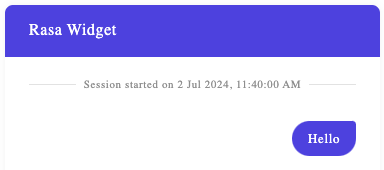 Rasa Widget
Session started on 2 Jul 2024, 11:40:00 AM
Hello